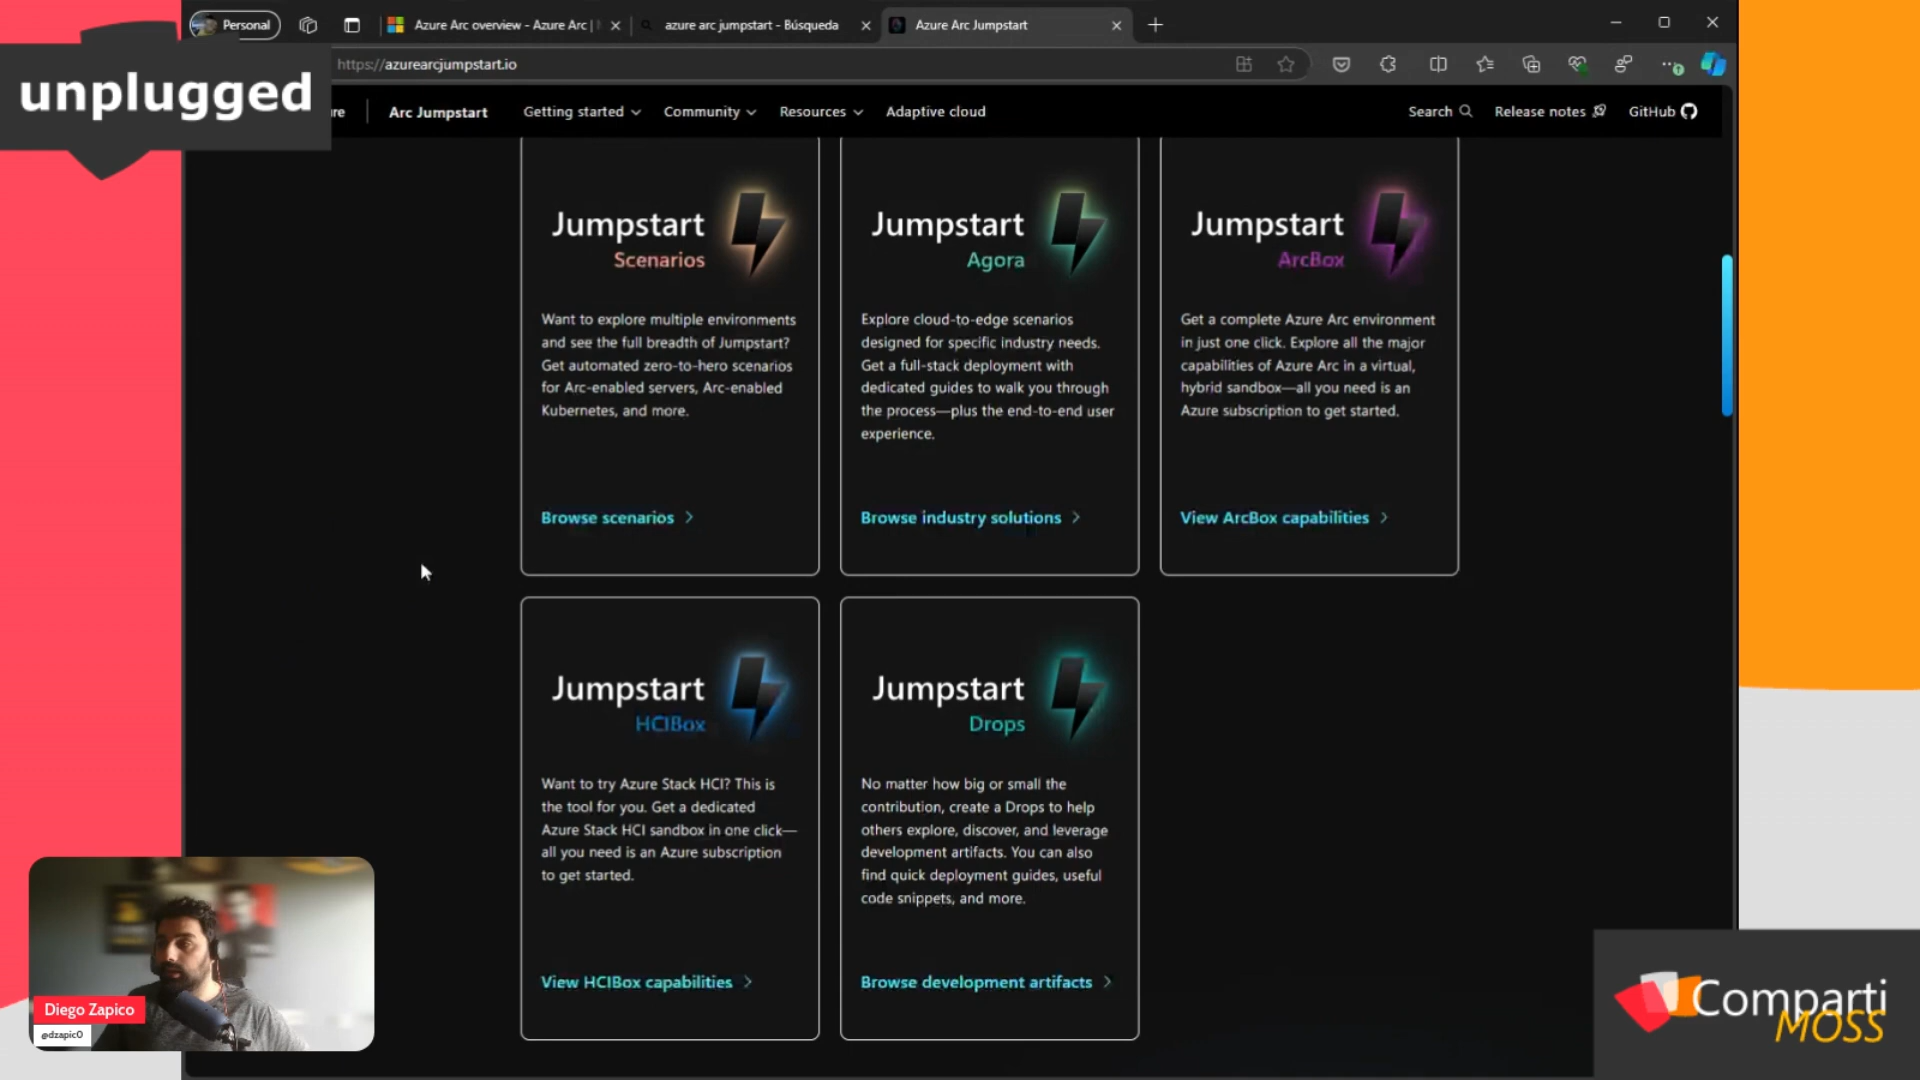 Personal
Azure Arc overview - Azure Arc |
azure arc jumpstart - Búsqueda
Azure Arc Jumpstart
unplugged
https://azurearcjumpstart.io
re
Arc Jumpstart
Getting started
Community
Resources
Adaptive cloud
Search
Release notes
GitHub
Jumpstart
Scenarios
Want to explore multiple environments
and see the full breadth of Jumpstart?
Get automated zero-to-hero scenarios
for Arc-enabled servers, Arc-enabled
Kubernetes, and more.
Browse scenarios
Jumpstart
Agora
Explore cloud-to-edge scenarios
designed for specific industry needs.
Get a full-stack deployment with
dedicated guides to walk you through
the process—plus the end-to-end user
experience.
Browse industry solutions
Jumpstart
ArcBox
Get a complete Azure Arc environment
in just one click. Explore all the major
capabilities of Azure Arc in a virtual,
hybrid sandbox—all you need is an
Azure subscription to get started.
View ArcBox capabilities
Jumpstart
HCIBox
Want to try Azure Stack HCI? This is
the tool for you. Get a dedicated
Azure Stack HCI sandbox in one click—
all you need is an Azure subscription
to get started.
View HCIBox capabilities
Jumpstart
Drops
No matter how big or small the
contribution, create a Drops to help
others explore, discover, and leverage
development artifacts. You can also
find quick deployment guides, useful
code snippets, and more.
Browse development artifacts
Diego Zapico
@dzapic0
Comparti
MOSS